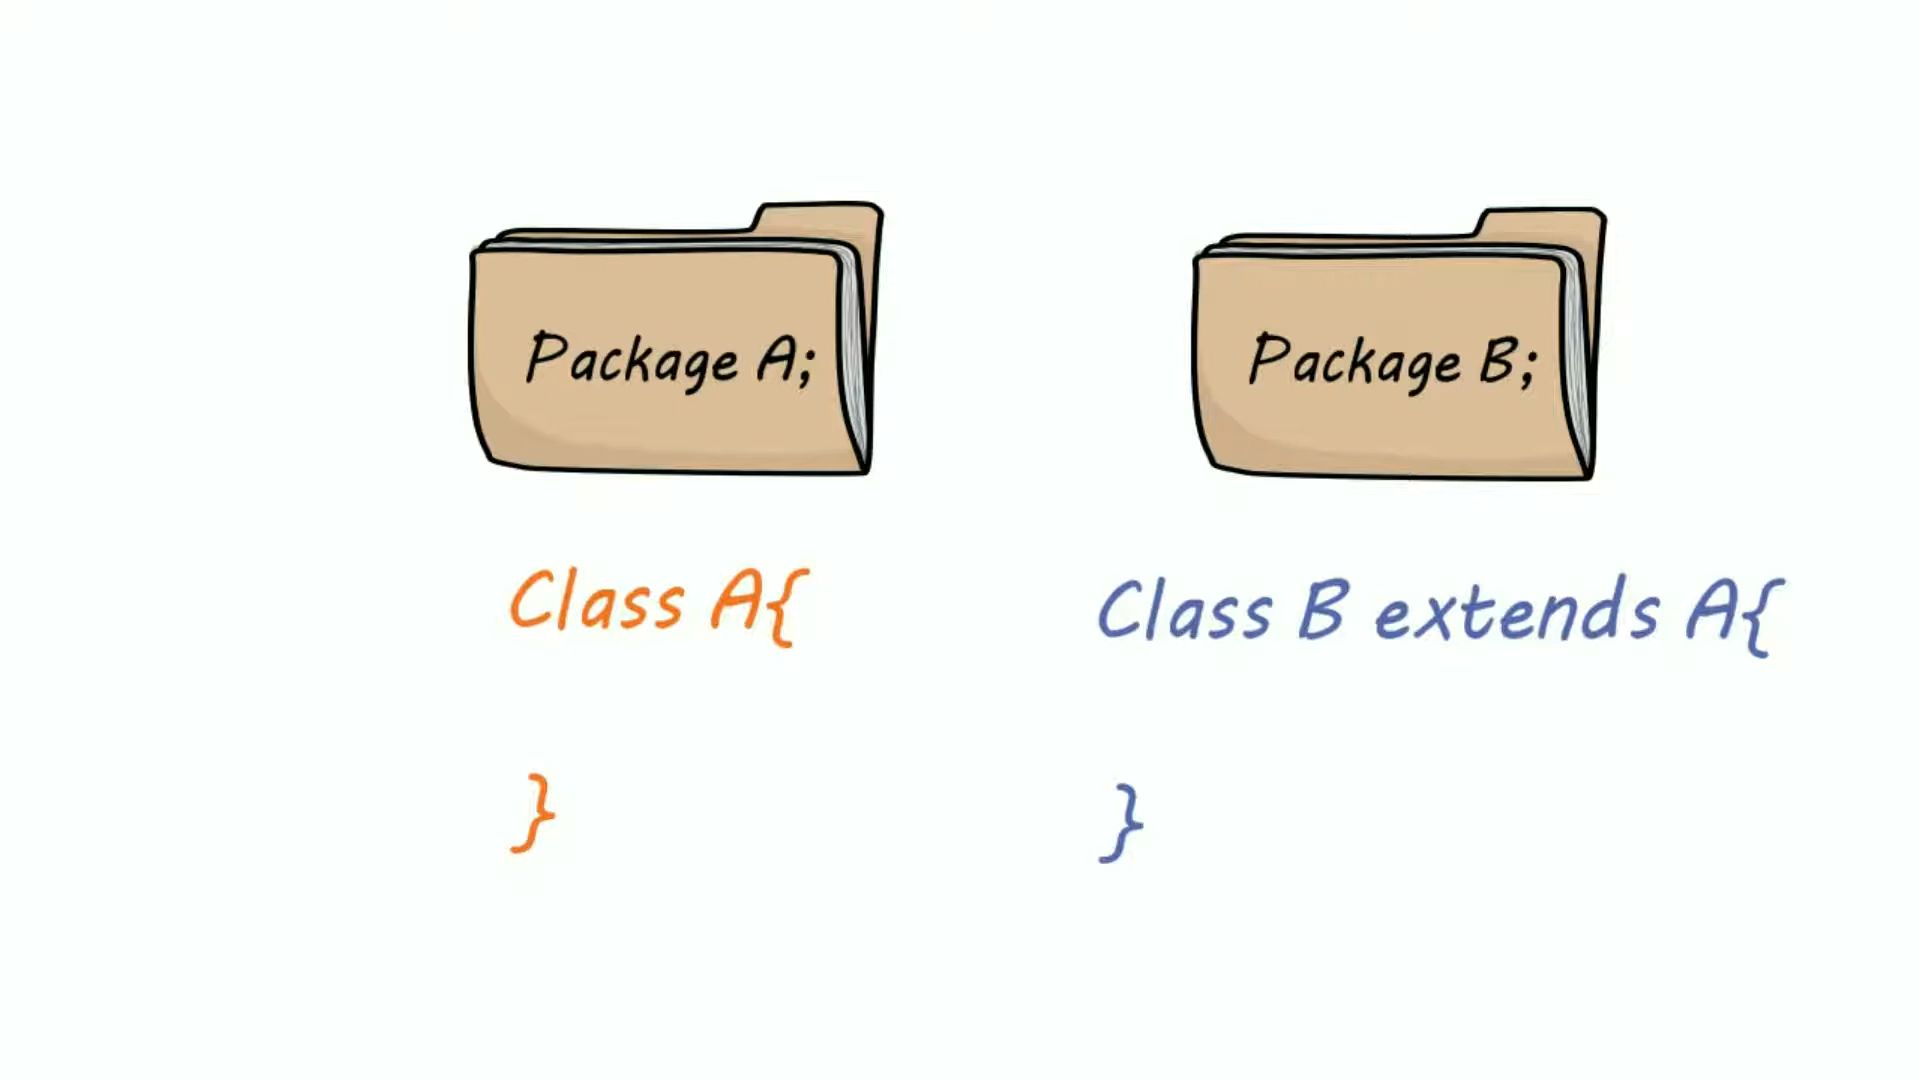 Package A;
Package B;
Class A{
}
Class B extends A{
}